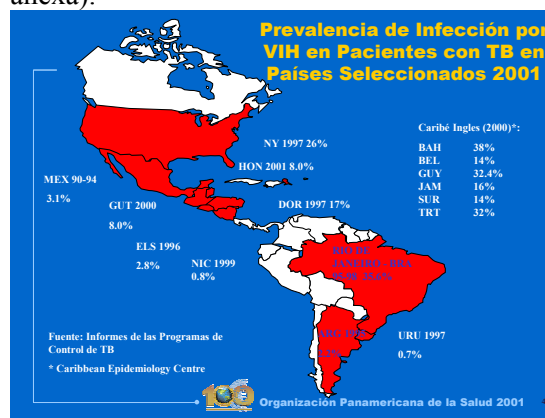 anexa).
Prevalencia de Infección por
VIH en Pacientes con TB en
Países Seleccionados 2001
Caribé Ingles (2000)*:
BAH 38%
BEL 14%
GUY 32.4%
JAM 16%
SUR 14%
TRT 32%
NY 1997 26%
HON 2001 8.0%
MEX 90-94
3.1%
GUT 2000
8.0%
DOR 1997 17%
ELS 1996
2.8%
NIC 1999
0.8%
RIO DE
JANEIRO - BRA
ARG
URU 1997
0.7%
Fuente: Informes de las Programas de
Control de TB
* Caribbean Epidemiology Centre
Organización Panamericana de la Salud 2001